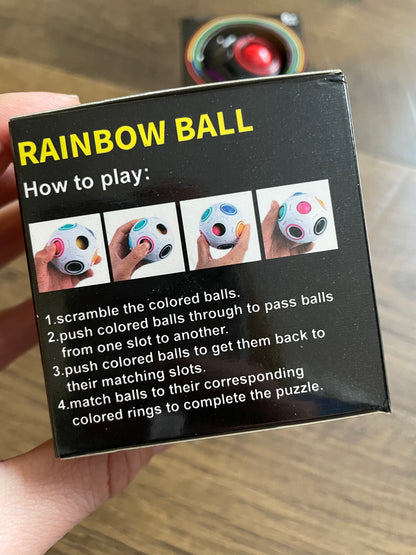 RAINBOW BALL
How to play:
1.scramble the colored balls.
2.push colored balls through to pass balls
from one slot to another.
3.push colored balls to get them back to
their matching slots.
4.match balls to their corresponding
colored rings to complete the puzzle.